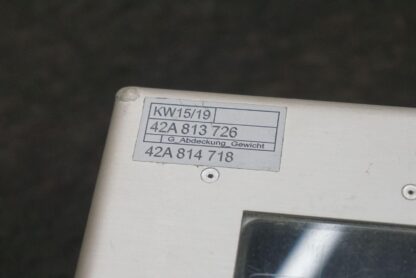 KW15/19
42A 813 726
G_Abdeckung_Gewicht
42A 814 718